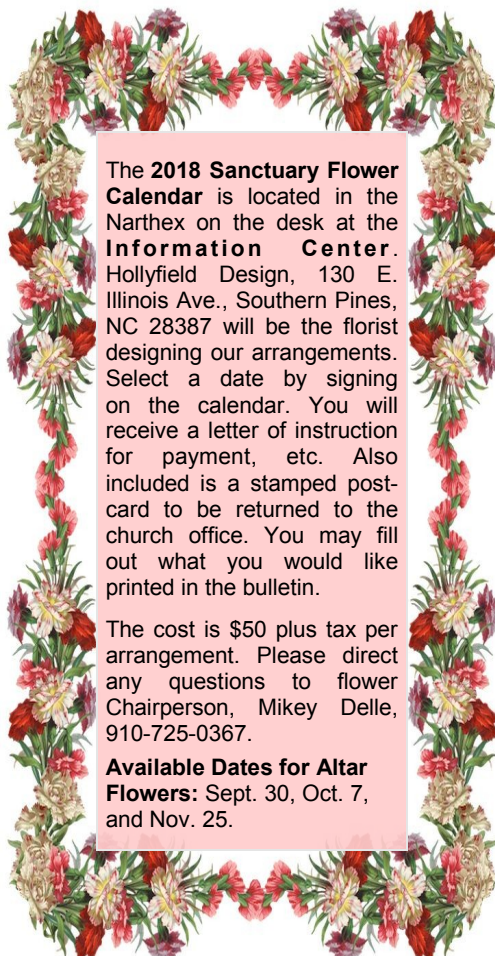 The 2018 Sanctuary Flower
Calendar is located in the
Narthex on the desk at the
Information Center.
Hollyfield Design, 130 E.
Illinois Ave., Southern Pines,
NC 28387 will be the florist
designing our arrangements.
Select a date by signing
on the calendar. You will
receive a letter of instruction
for payment, etc. Also
included is a stamped post-
card to be returned to the
church office. You may fill
out what you would like
printed in the bulletin.
The cost is $50 plus tax per
arrangement. Please direct
any questions to flower
Chairperson, Mikey Delle,
910-725-0367.
Available Dates for Altar
Flowers: Sept. 30, Oct. 7,
and Nov. 25.